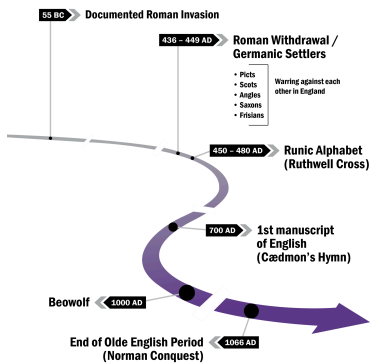 55 BC
Documented Roman Invasion
436 – 449 AD
Roman Withdrawal /
Germanic Settlers
• Picts
• Scots
• Angles
• Saxons
• Frisians
Warring against each
other in England
450 – 480 AD
Runic Alphabet
(Ruthwell Cross)
700 AD
1st manuscript
of English
(Cædmon's Hymn)
Beowolf
1000 AD
End of Olde English Period
(Norman Conquest)
1066 AD